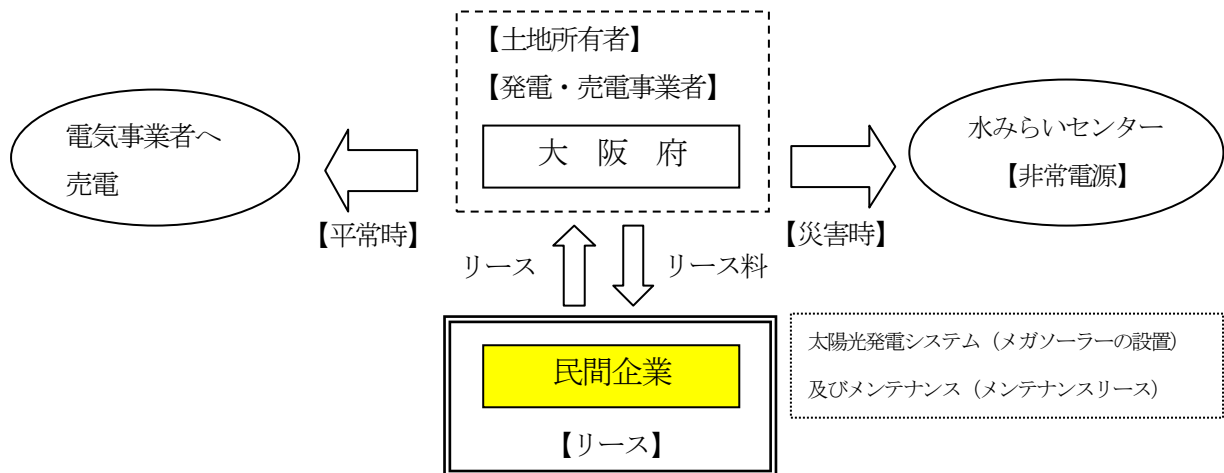 【土地所有者】
【発電・売電事業者】
大 阪 府
電気事業者へ
売電
水みらいセンター
【非常電源】
【平常時】
【災害時】
リース
リース料
民間企業
【リース】
太陽光発電システム（メガソーラーの設置）
及びメンテナンス（メンテナンスリース）